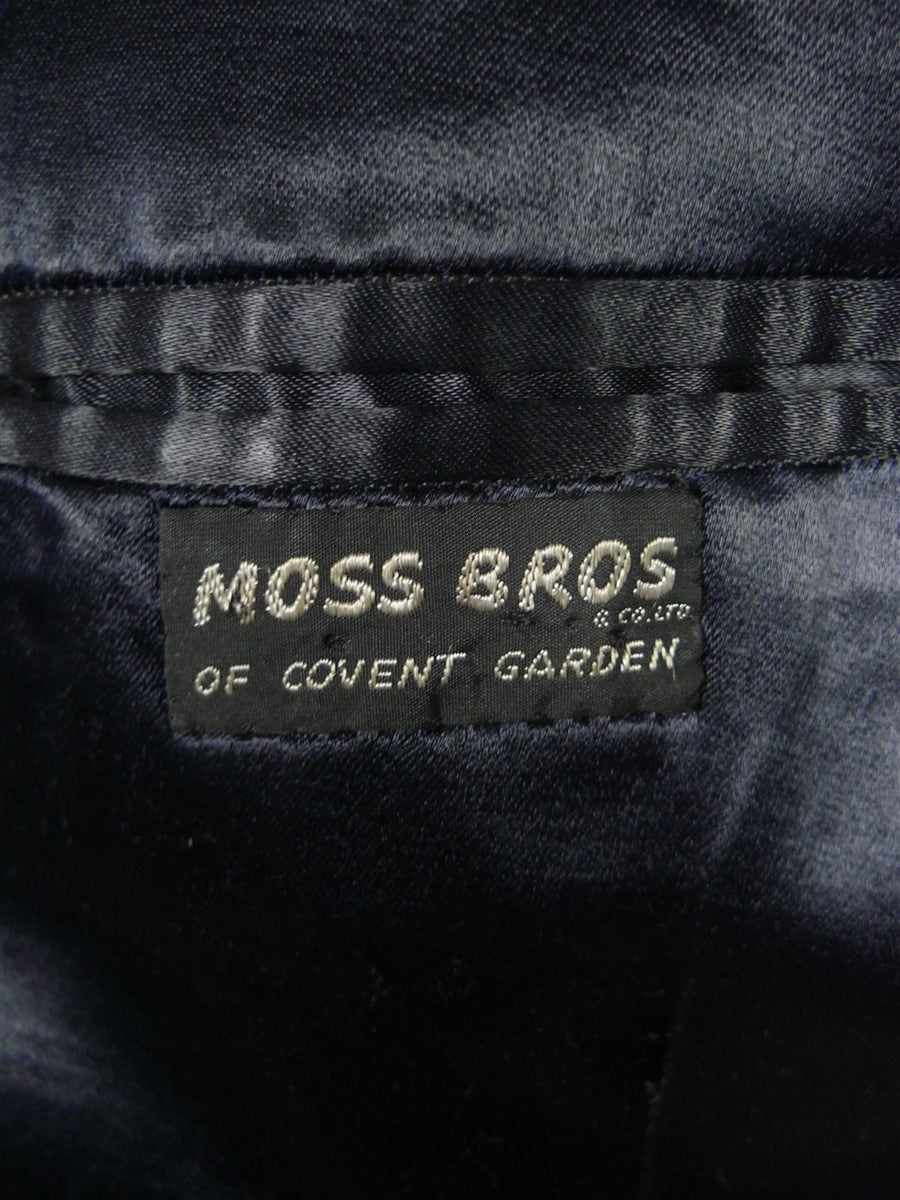 MOSS BROS
& CO. LTD.
OF COVENT GARDEN